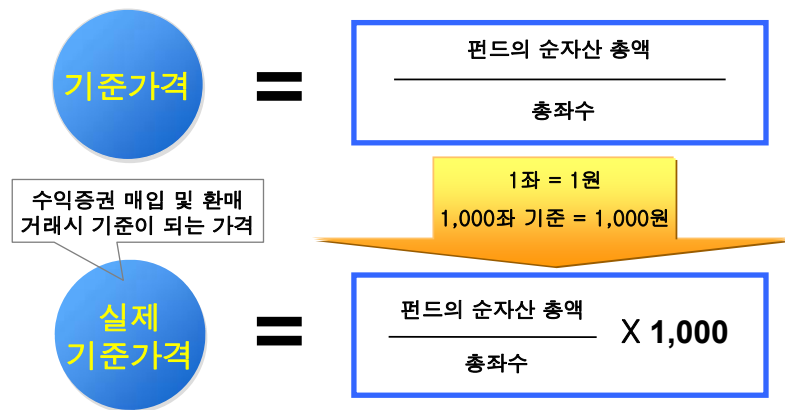 기준가격
=
펀드의 순자산 총액
총좌수
1좌 = 1원
1,000좌 기준 = 1,000원
수익증권 매입 및 환매
거래시 기준이 되는 가격
실제
기준가격
=
펀드의 순자산 총액
총좌수
X 1,000